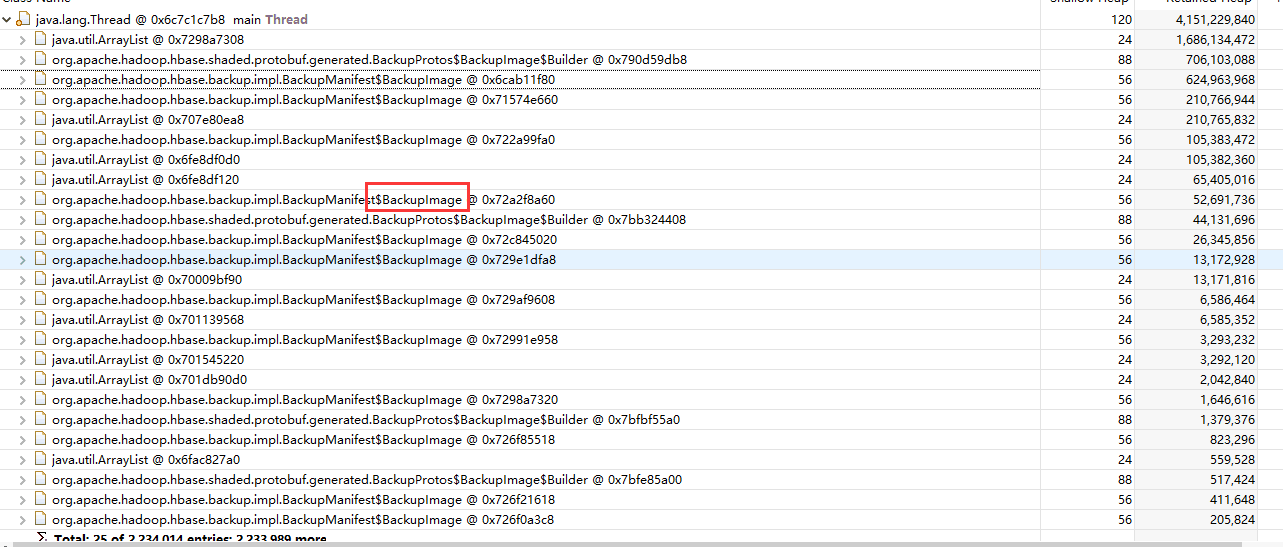 Class Name Shallow Heap Retained Heap
java.lang.Thread @ 0x6c7c1c7b8 main Thread 120 4,151,229,840
java.util.ArrayList @ 0x7298a7308 24 1,686,134,472
org.apache.hadoop.hbase.shaded.protobuf.generated.BackupProtos$BackupImage$Builder @ 0x790d59db8 88 706,103,088
org.apache.hadoop.hbase.backup.impl.BackupManifest$BackupImage @ 0x6cab11f80 56 624,963,968
org.apache.hadoop.hbase.backup.impl.BackupManifest$BackupImage @ 0x71574e660 56 210,766,944
java.util.ArrayList @ 0x707e80ea8 24 210,765,832
org.apache.hadoop.hbase.backup.impl.BackupManifest$BackupImage @ 0x722a99fa0 56 105,383,472
java.util.ArrayList @ 0x6fe8df0d0 24 105,382,360
java.util.ArrayList @ 0x6fe8df120 24 65,405,016
org.apache.hadoop.hbase.backup.impl.BackupManifest$BackupImage @ 0x72a2f8a60 56 52,691,736
org.apache.hadoop.hbase.shaded.protobuf.generated.BackupProtos$BackupImage$Builder @ 0x7bb324408 88 44,131,696
org.apache.hadoop.hbase.backup.impl.BackupManifest$BackupImage @ 0x72c845020 56 26,345,856
org.apache.hadoop.hbase.backup.impl.BackupManifest$BackupImage @ 0x729e1dfa8 56 13,172,928
java.util.ArrayList @ 0x70009bf90 24 13,171,816
org.apache.hadoop.hbase.backup.impl.BackupManifest$BackupImage @ 0x729af9608 56 6,586,464
java.util.ArrayList @ 0x701139568 24 6,585,352
org.apache.hadoop.hbase.backup.impl.BackupManifest$BackupImage @ 0x72991e958 56 3,293,232
java.util.ArrayList @ 0x701545220 24 3,292,120
java.util.ArrayList @ 0x701db90d0 24 2,042,840
org.apache.hadoop.hbase.backup.impl.BackupManifest$BackupImage @ 0x7298a7320 56 1,646,616
org.apache.hadoop.hbase.shaded.protobuf.generated.BackupProtos$BackupImage$Builder @ 0x7bfbf55a0 88 1,379,376
org.apache.hadoop.hbase.backup.impl.BackupManifest$BackupImage @ 0x726f85518 56 823,296
java.util.ArrayList @ 0x6fac827a0 24 559,528
org.apache.hadoop.hbase.shaded.protobuf.generated.BackupProtos$BackupImage$Builder @ 0x7bfe85a00 88 517,424
org.apache.hadoop.hbase.backup.impl.BackupManifest$BackupImage @ 0x726f21618 56 411,648
org.apache.hadoop.hbase.backup.impl.BackupManifest$BackupImage @ 0x726f0a3c8 56 205,824
Σ Total: 25 of 2,234,014 entries; 2,233,989 more